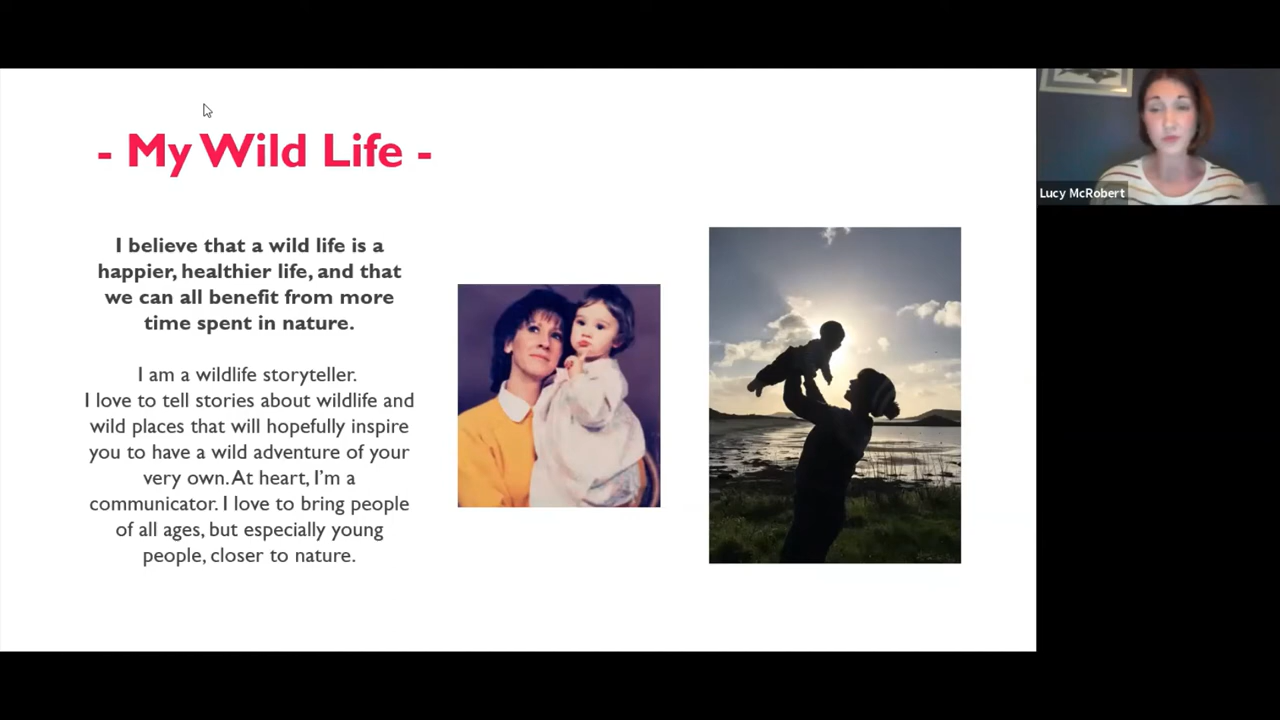 - My Wild Life -
I believe that a wild life is a
happier, healthier life, and that
we can all benefit from more
time spent in nature.
I am a wildlife storyteller.
I love to tell stories about wildlife and
wild places that will hopefully inspire
you to have a wild adventure of your
very own. At heart, I'm a
communicator. I love to bring people
of all ages, but especially young
people, closer to nature.
Lucy McRobert